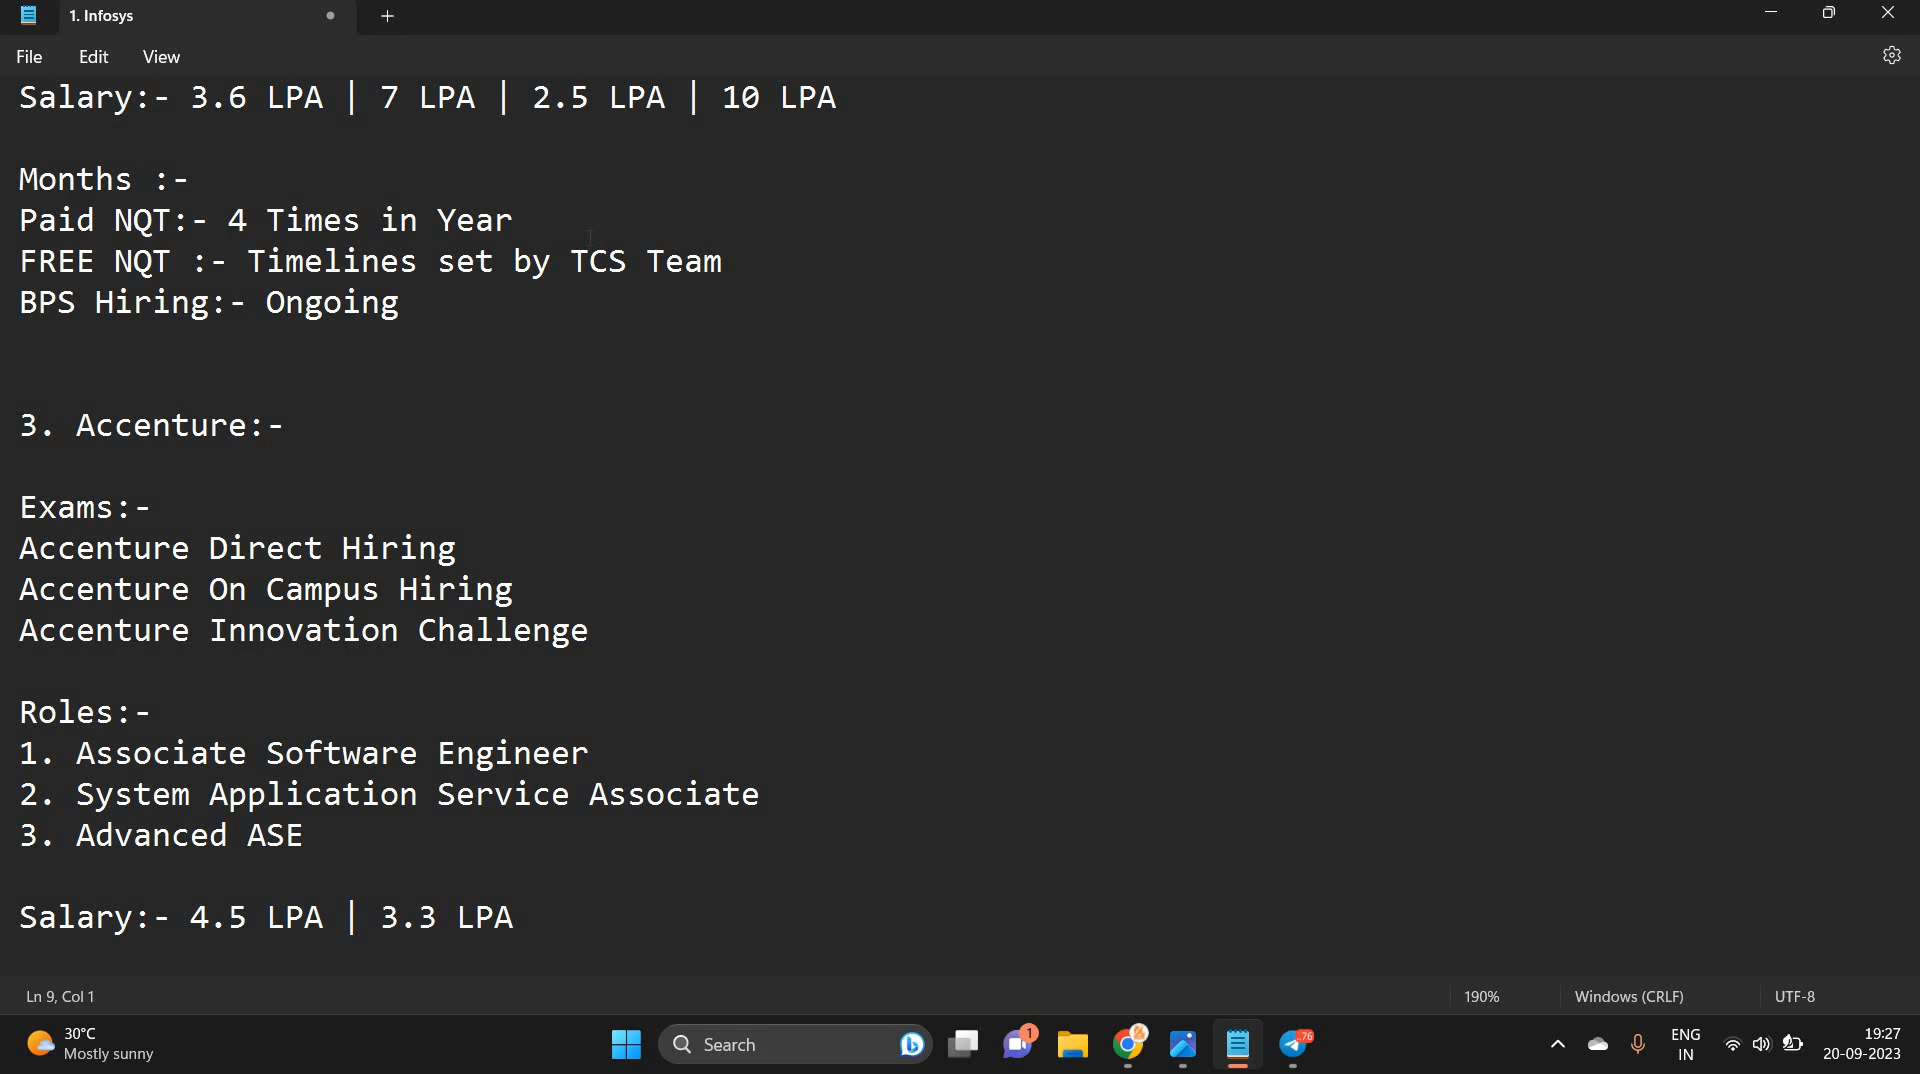 1. Infosys
File Edit View
Salary:- 3.6 LPA | 7 LPA | 2.5 LPA | 10 LPA
Months :-
Paid NQT:- 4 Times in Year
FREE NQT :- Timelines set by TCS Team
BPS Hiring:- Ongoing
3. Accenture:-
Exams:-
Accenture Direct Hiring
Accenture On Campus Hiring
Accenture Innovation Challenge
Roles:-
1. Associate Software Engineer
2. System Application Service Associate
3. Advanced ASE
Salary:- 4.5 LPA | 3.3 LPA
Ln 9, Col 1 190% Windows (CRLF) UTF-8
30°C
Mostly sunny
Search
1
76
ENG
IN
19:27
20-09-2023